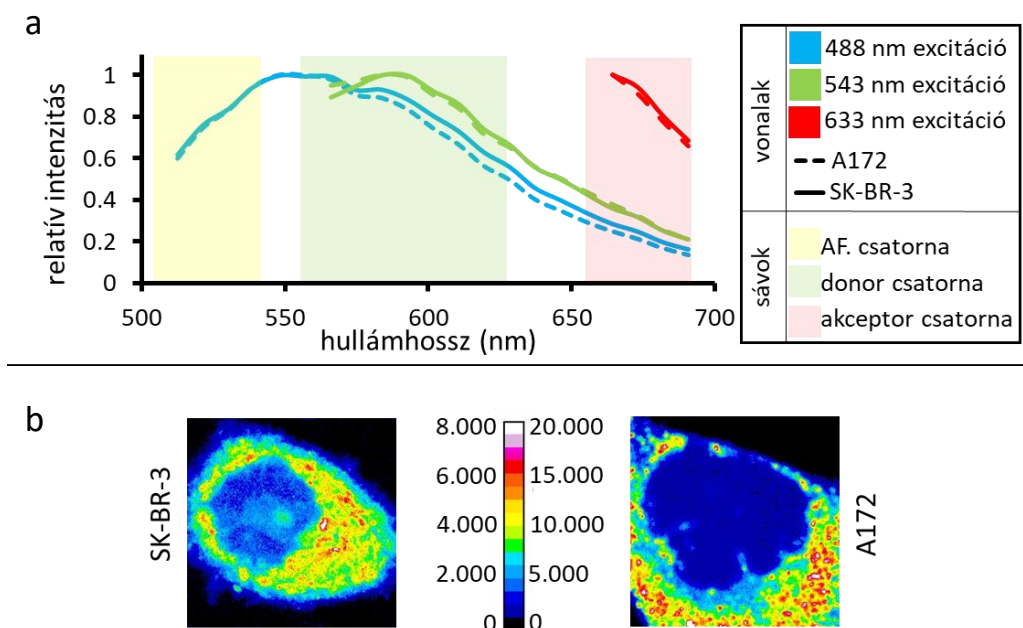 a
relatív intenzítás
1
0.8
0.6
0.4
0.2
0
500
550
600
650
700
hullámhossz (nm)
vonalak
488 nm excitáció
543 nm excitáció
633 nm excitáció
A172
SK-BR-3
sávok
AF. csatorna
donor csatorna
akceptor csatorna
b
SK-BR-3
8.000
6.000
4.000
2.000
0
20.000
15.000
10.000
5.000
0
A172